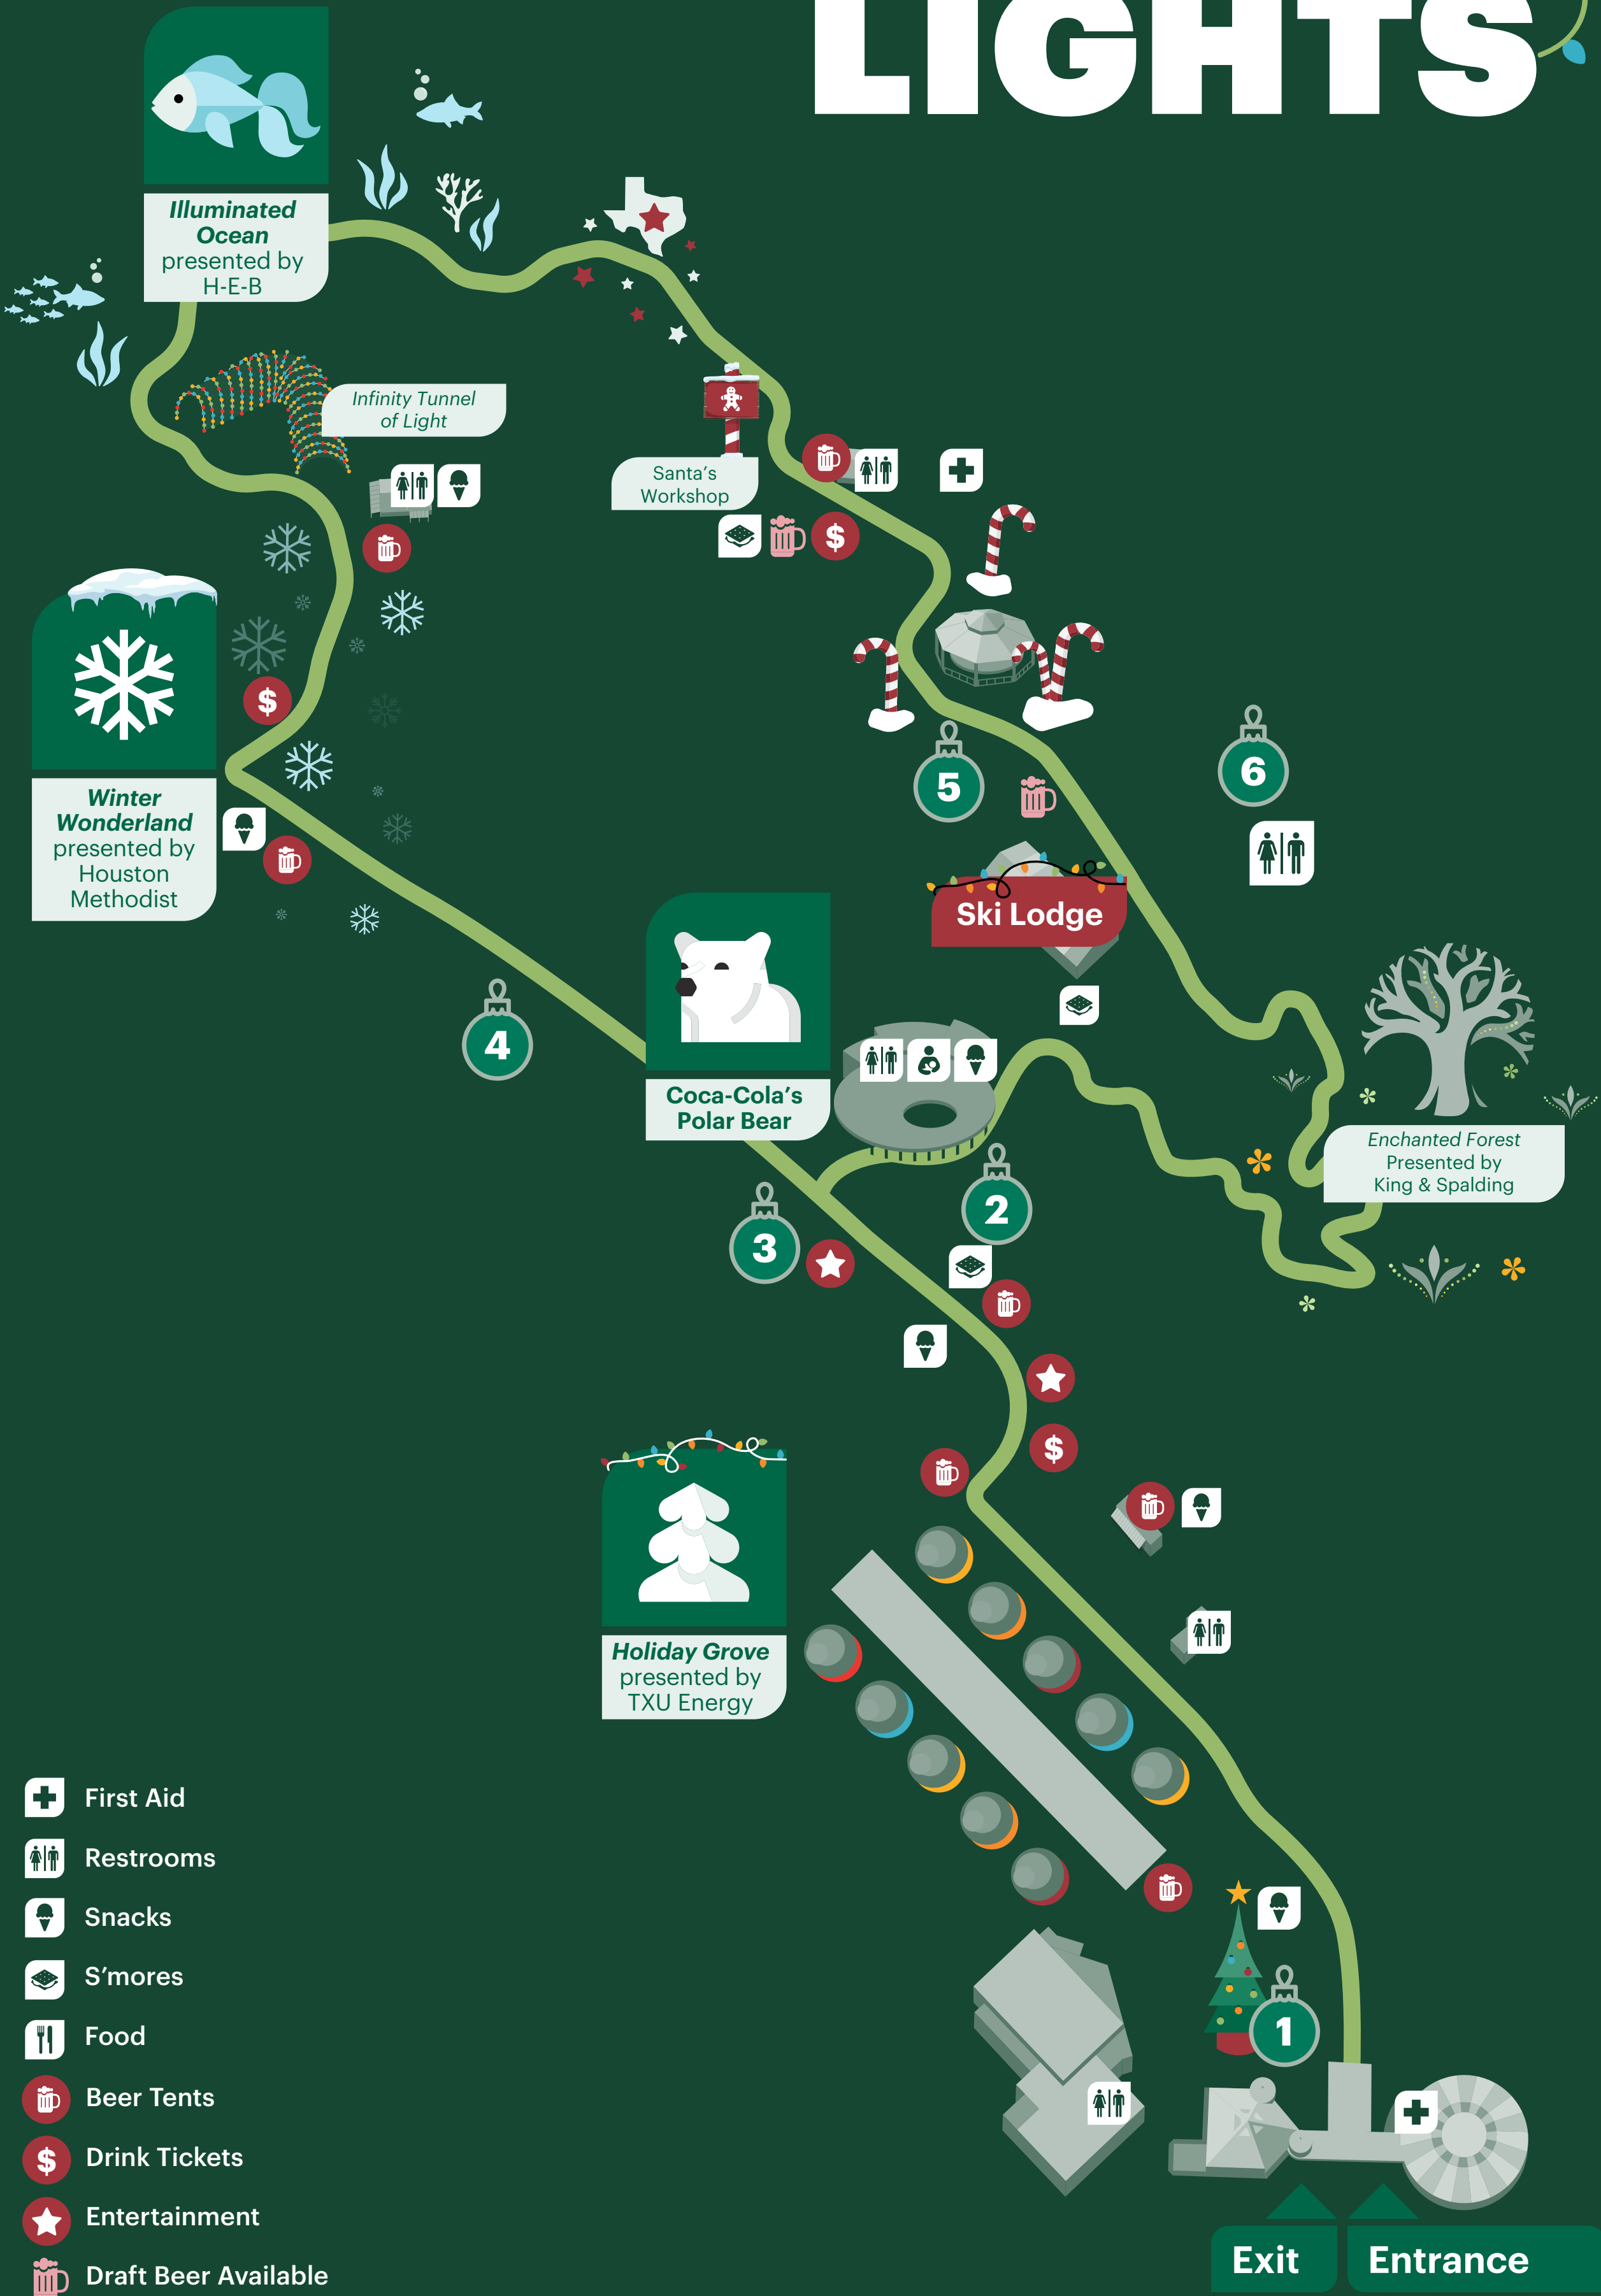 LIGHTS
Illuminated
Ocean
presented by
H-E-B
Infinity Tunnel
of Light
Santa's
Workshop
$
$
Winter
Wonderland
presented by
Houston
Methodist
5
6
Ski Lodge
4
Coca-Cola's
Polar Bear
Enchanted Forest
Presented by
King & Spalding
2
3
$
Holiday Grove
presented by
TXU Energy
1
First Aid
Restrooms
Snacks
S'mores
Food
Beer Tents
$ Drink Tickets
Entertainment
Draft Beer Available
Exit
Entrance